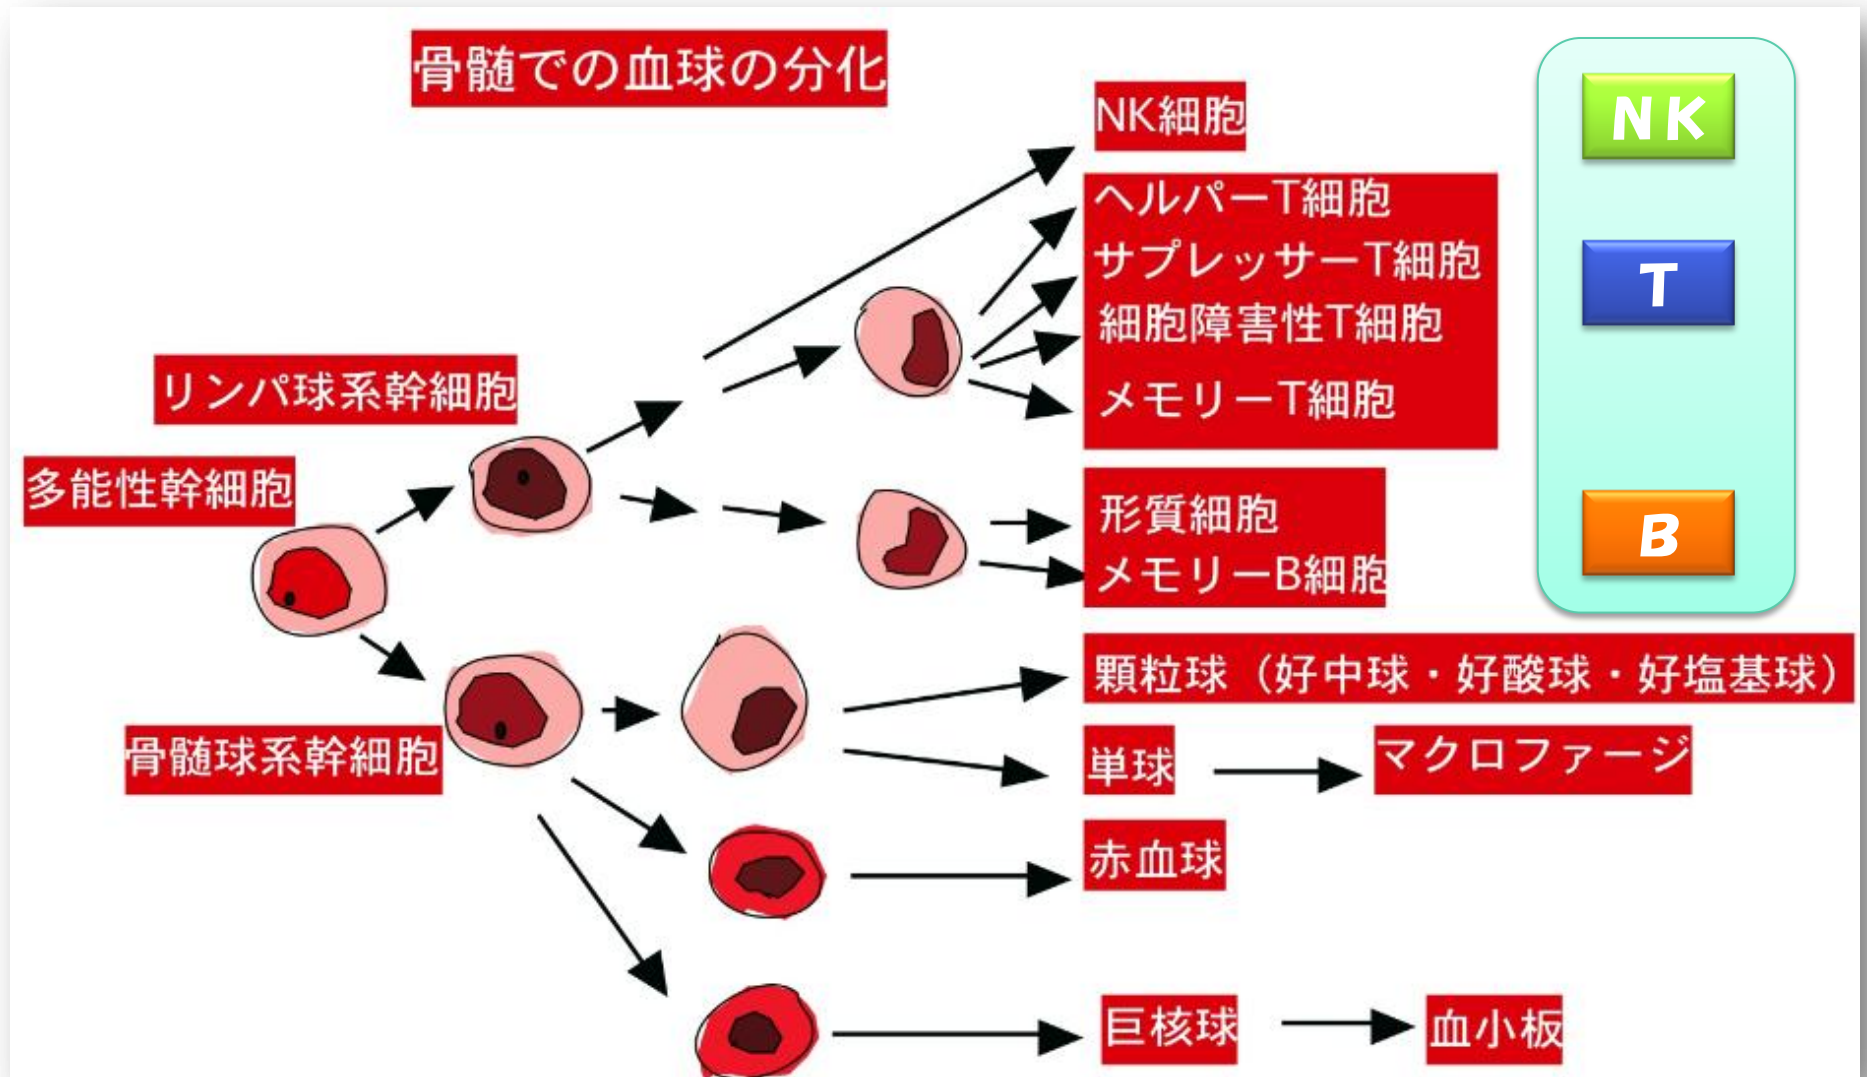 骨髄での血球の分化
NK細胞
NK
ヘルパーT細胞
サプレッサーT細胞
細胞障害性T細胞
メモリーT細胞
T
リンパ球系幹細胞
多能性幹細胞
形質細胞
メモリーB細胞
B
顆粒球（好中球・好酸球・好塩基球）
骨髄球系幹細胞
単球
マクロファージ
赤血球
巨核球
血小板